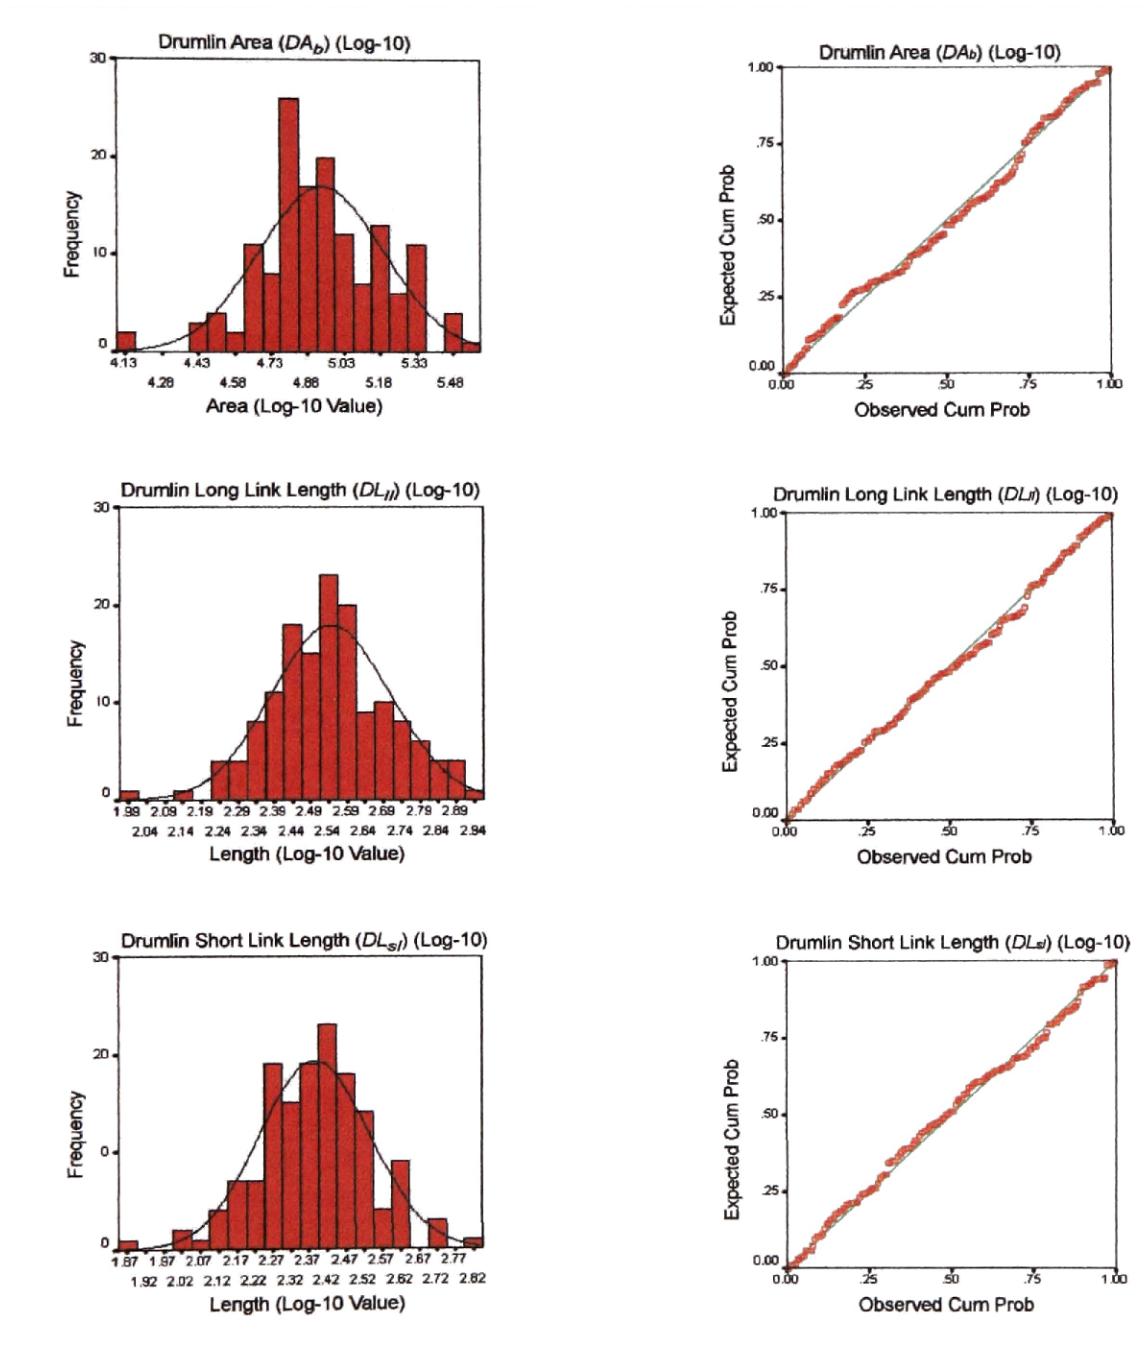 Drumlin Area (DAb) (Log-10)
30
20
10
0
Frequency
4.13 4.43 4.73 5.03 5.33
4.28 4.58 4.88 5.18 5.48
Area (Log-10 Value)
Drumlin Area (DAb) (Log-10)
1.00
.75
.50
.25
0.00
Expected Cum Prob
0.00 .25 .50 .75 1.00
Observed Cum Prob
Drumlin Long Link Length (DLll) (Log-10)
30
20
10
0
Frequency
1.98 2.09 2.19 2.29 2.39 2.49 2.59 2.69 2.79 2.89
2.04 2.14 2.24 2.34 2.44 2.54 2.64 2.74 2.84 2.94
Length (Log-10 Value)
Drumlin Long Link Length (DLll) (Log-10)
1.00
.75
.50
.25
0.00
Expected Cum Prob
0.00 .25 .50 .75 1.00
Observed Cum Prob
Drumlin Short Link Length (DLsl) (Log-10)
30
20
0
0
Frequency
1.87 1.97 2.07 2.17 2.27 2.37 2.47 2.57 2.67 2.77
1.92 2.02 2.12 2.22 2.32 2.42 2.52 2.62 2.72 2.82
Length (Log-10 Value)
Drumlin Short Link Length (DLsl) (Log-10)
1.00
.75
.50
.25
0.00
Expected Cum Prob
0.00 .25 .50 .75 1.00
Observed Cum Prob